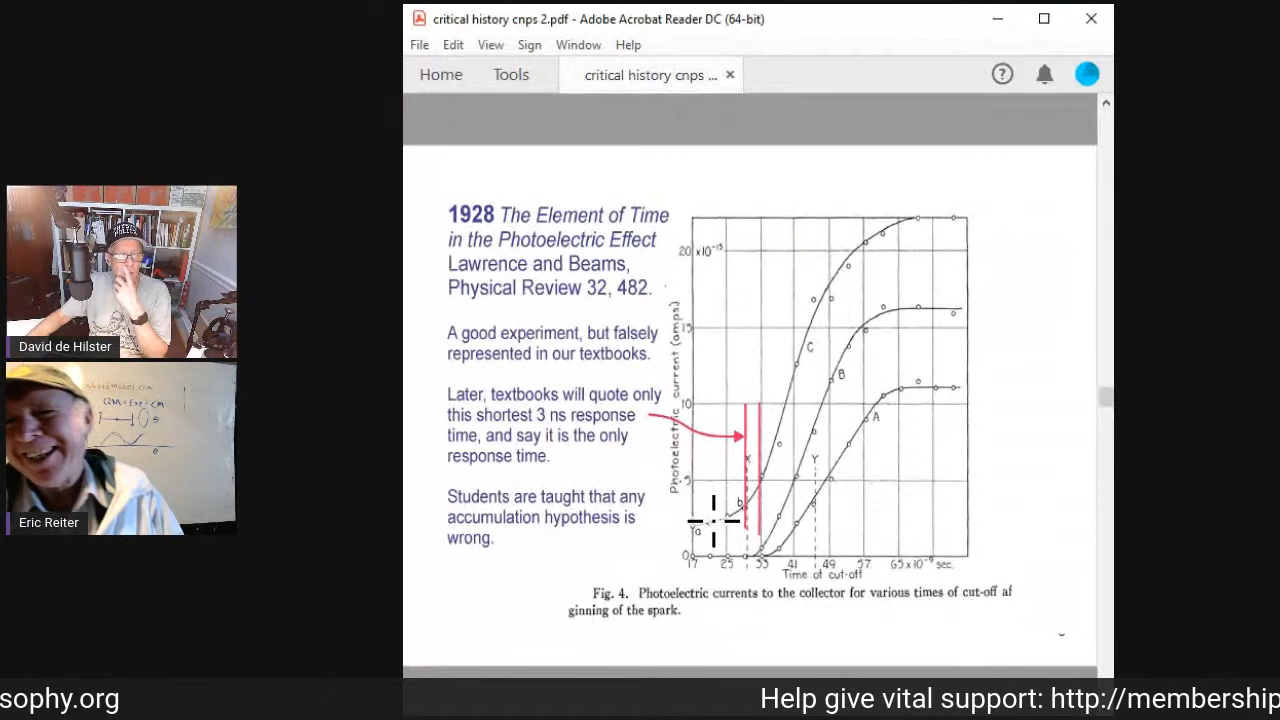 critical history cnps 2.pdf - Adobe Acrobat Reader DC (64-bit)
File Edit View Sign Window Help
Home Tools critical history cnps ... ×
1928 The Element of Time
in the Photoelectric Effect
Lawrence and Beams,
Physical Review 32, 482.
A good experiment, but falsely
represented in our textbooks.
Later, textbooks will quote only
this shortest 3 ns response
time, and say it is the only
response time.
Students are taught that any
accumulation hypothesis is
wrong.
Photoelectric current (amps)
20 x10⁻¹³
15
10
5
0
C
B
A
X
Y
b
a
17 25 33 41 49 57 65 x 10⁻⁹ sec.
Time of cut-off
Fig. 4. Photoelectric currents to the collector for various times of cut-off af
ginning of the spark.
David de Hilster
Eric Reiter
sophy.org
Help give vital support: http://membership